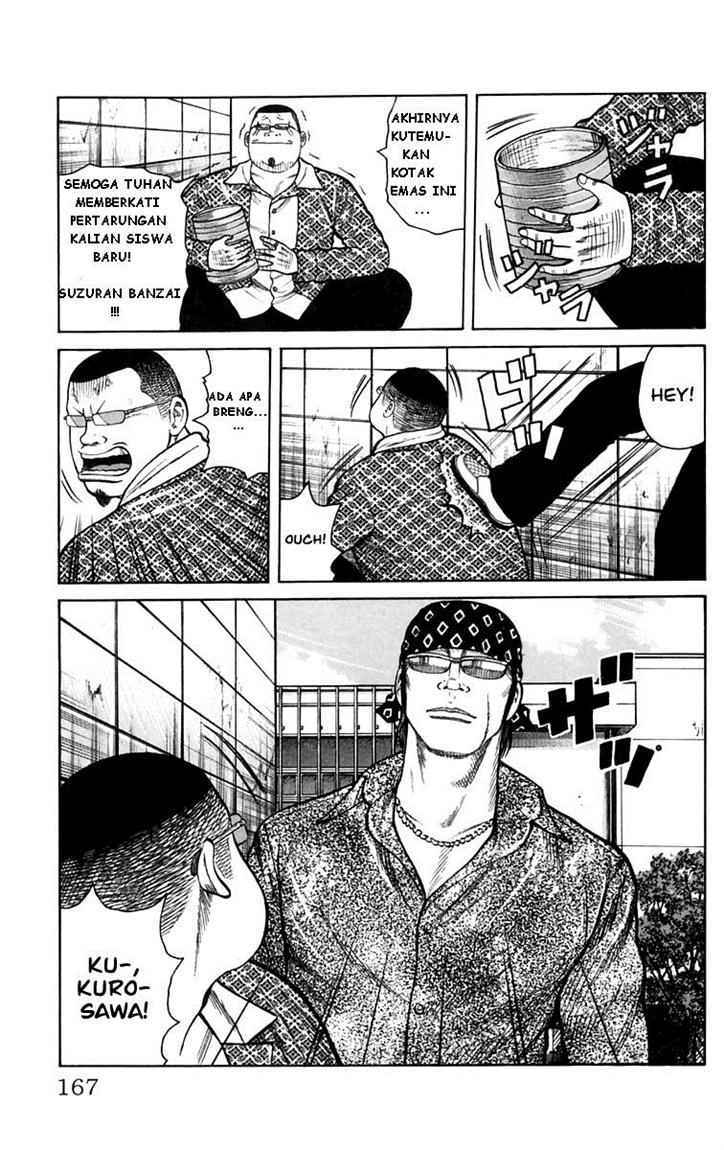 ジャラ
ジャラ
AKHIRNYA
KUTEMU-
KAN
KOTAK
EMAS INI
...
SEMOGA TUHAN
MEMBERKATI
PERTARUNGAN
KALIAN SISWA
BARU!
SUZURAN BANZAI
!!!
HEY!
ドカ
OUCH!
ADA APA
BRENG...
...
ザッ
KU-,
KURO-
SAWA!
167